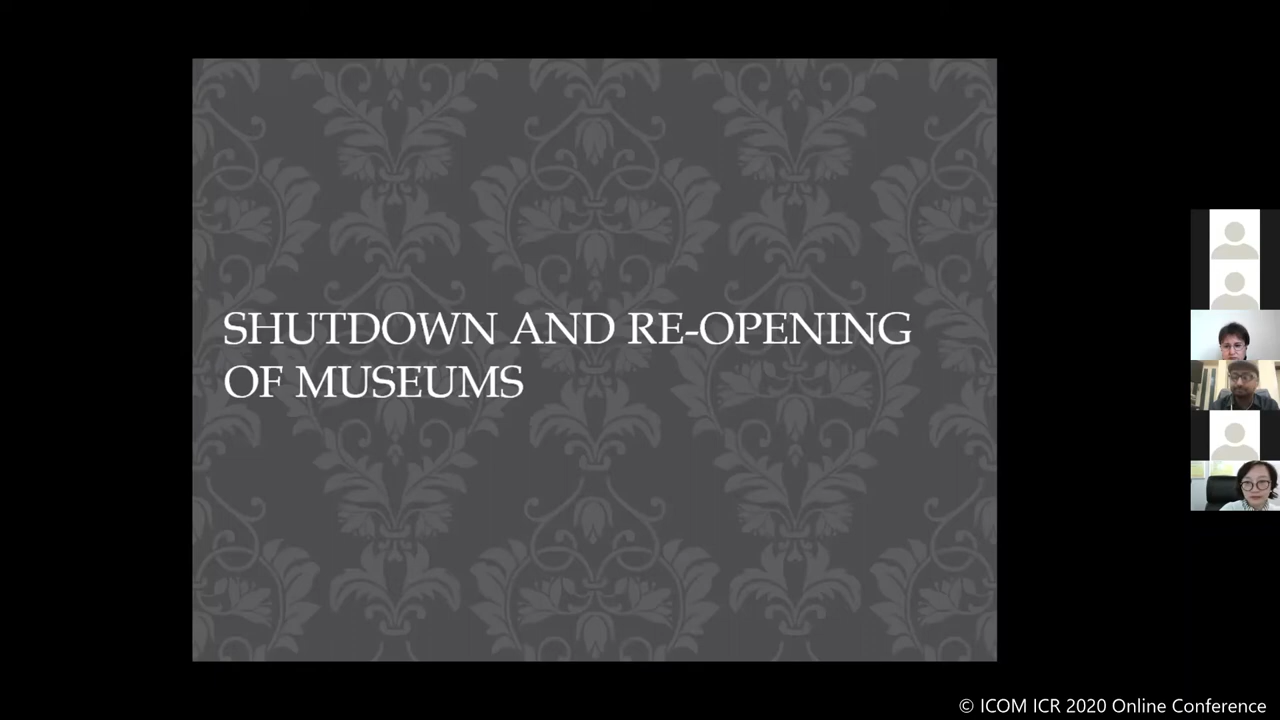 SHUTDOWN AND RE-OPENING
OF MUSEUMS
© ICOM ICR 2020 Online Conference